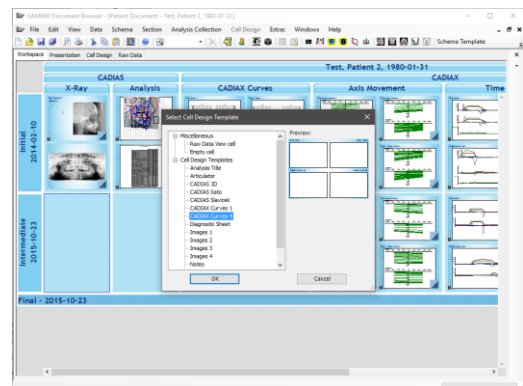 GAMMA Document Browser - [Patient Document - Test, Patient 2, 1980-01-31]
File Edit View Data Schema Section Analysis Collection Cell Design Extras Windows Help
Schema Template:
Workspace Presentation Cell Design Raw Data
Test, Patient 2, 1980-01-31
CADIAS CADIAX
X-Ray Analysis CADIAX Curves Axis Movement Time
Initial
2014-02-10
Intermediate
2015-10-23
Final - 2015-10-23
Select Cell Design Template
Miscellaneous
Raw Data View cell
Empty cell
Cell Design Templates
Analysis Title
Articulator
CADIAS 3D
CADIAS Sato
CADIAS Slavicek
CADIAX Curves 1
CADIAX Curves 4
Diagnostic Sheet
Images 1
Images 2
Images 3
Images 4
Notes
Preview:
OK Cancel